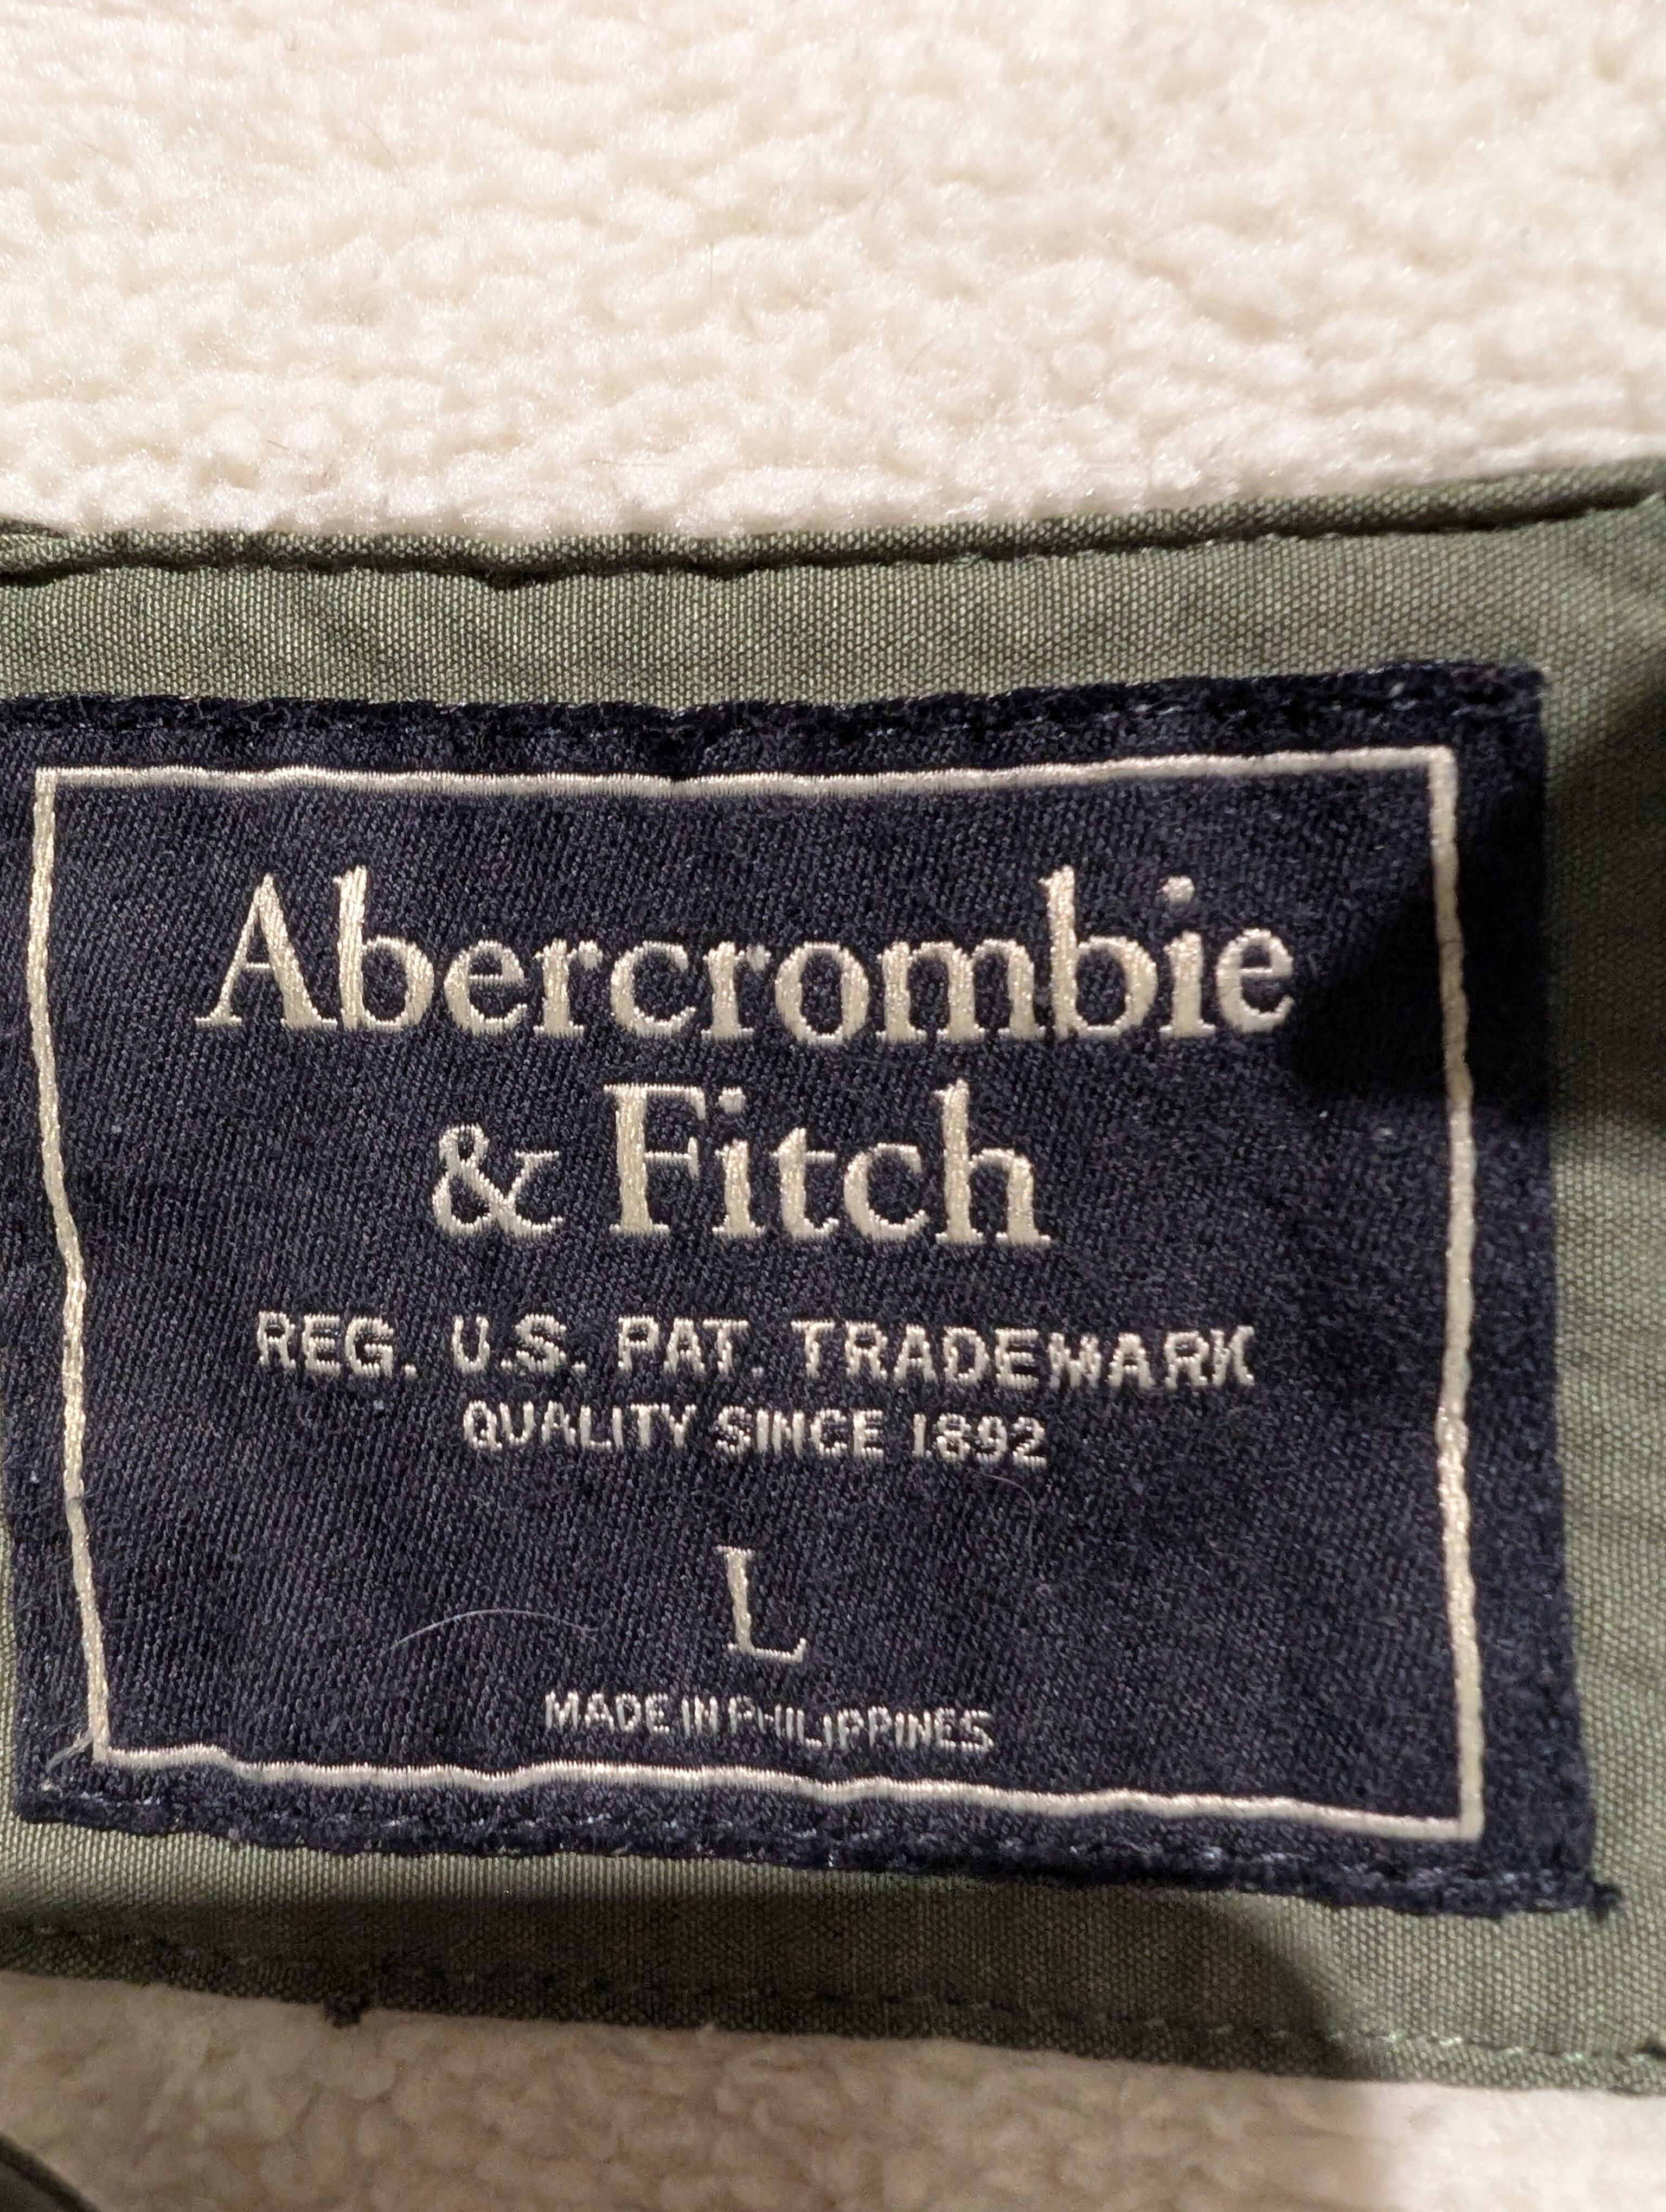 Abercrombie
& Fitch
REG. U.S. PAT. TRADEMARK
QUALITY SINCE 1892
L
MADE IN PHILIPPINES